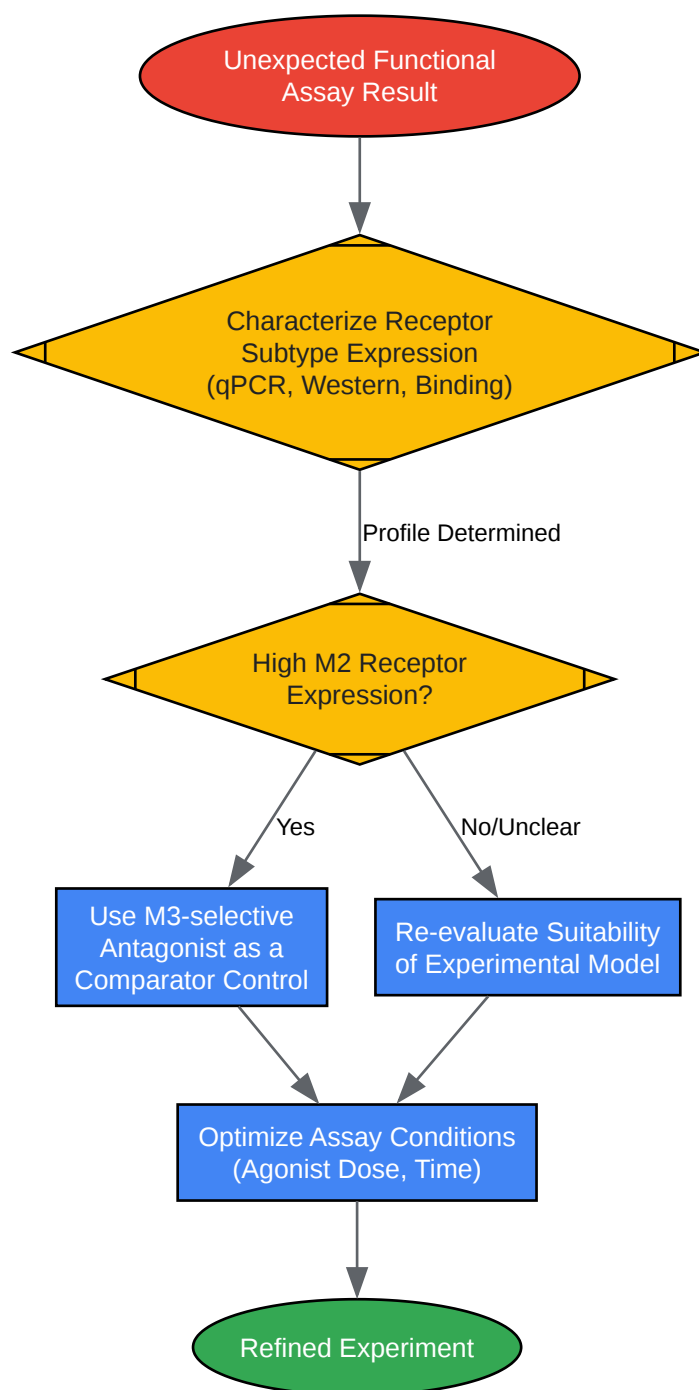 Unexpected Functional
Assay Result
Characterize Receptor
Subtype Expression
(qPCR, Western, Binding)
Profile Determined
High M2 Receptor
Expression?
Yes
No/Unclear
Use M3-selective
Antagonist as a
Comparator Control
Re-evaluate Suitability
of Experimental Model
Optimize Assay Conditions
(Agonist Dose, Time)
Refined Experiment